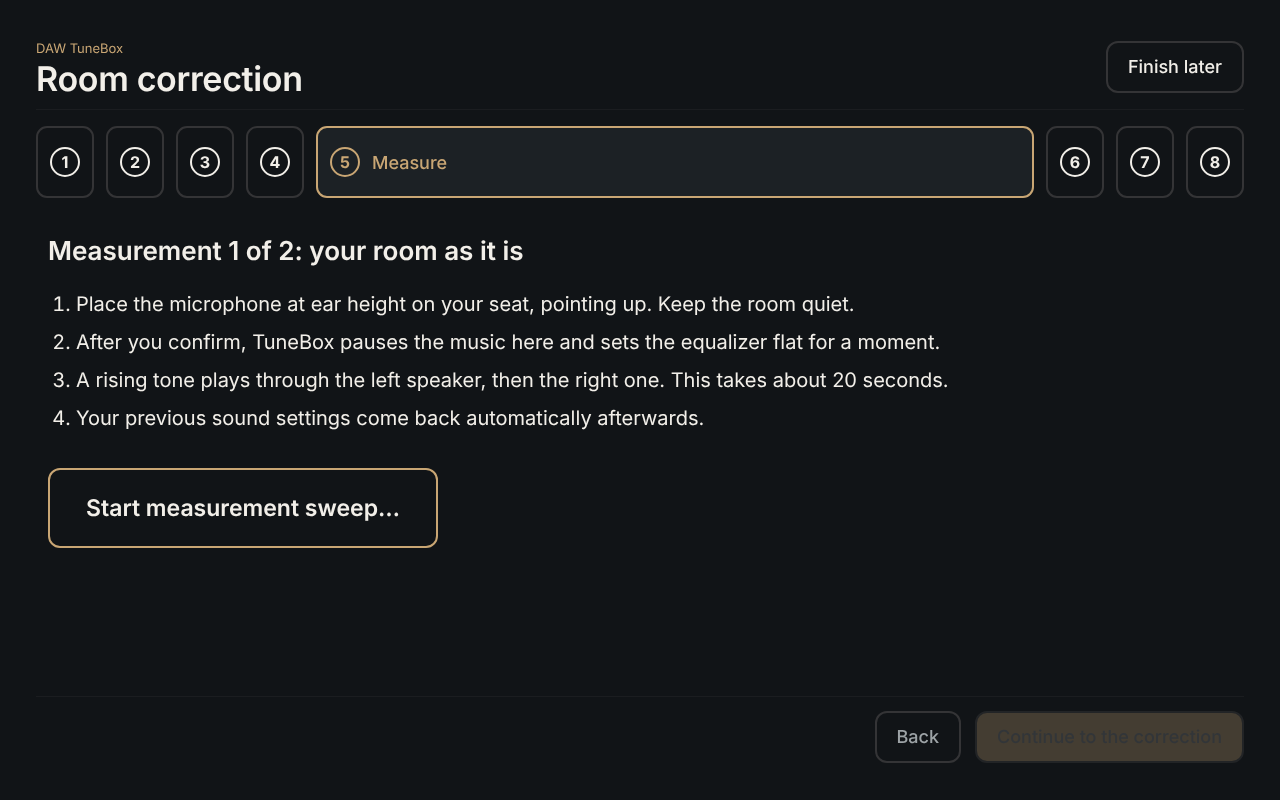 DAW TuneBox
Room correction
Finish later
1
2
3
4
5 Measure
6
7
8
Measurement 1 of 2: your room as it is
1. Place the microphone at ear height on your seat, pointing up. Keep the room quiet.
2. After you confirm, TuneBox pauses the music here and sets the equalizer flat for a moment.
3. A rising tone plays through the left speaker, then the right one. This takes about 20 seconds.
4. Your previous sound settings come back automatically afterwards.
Start measurement sweep...
Back
Continue to the correction